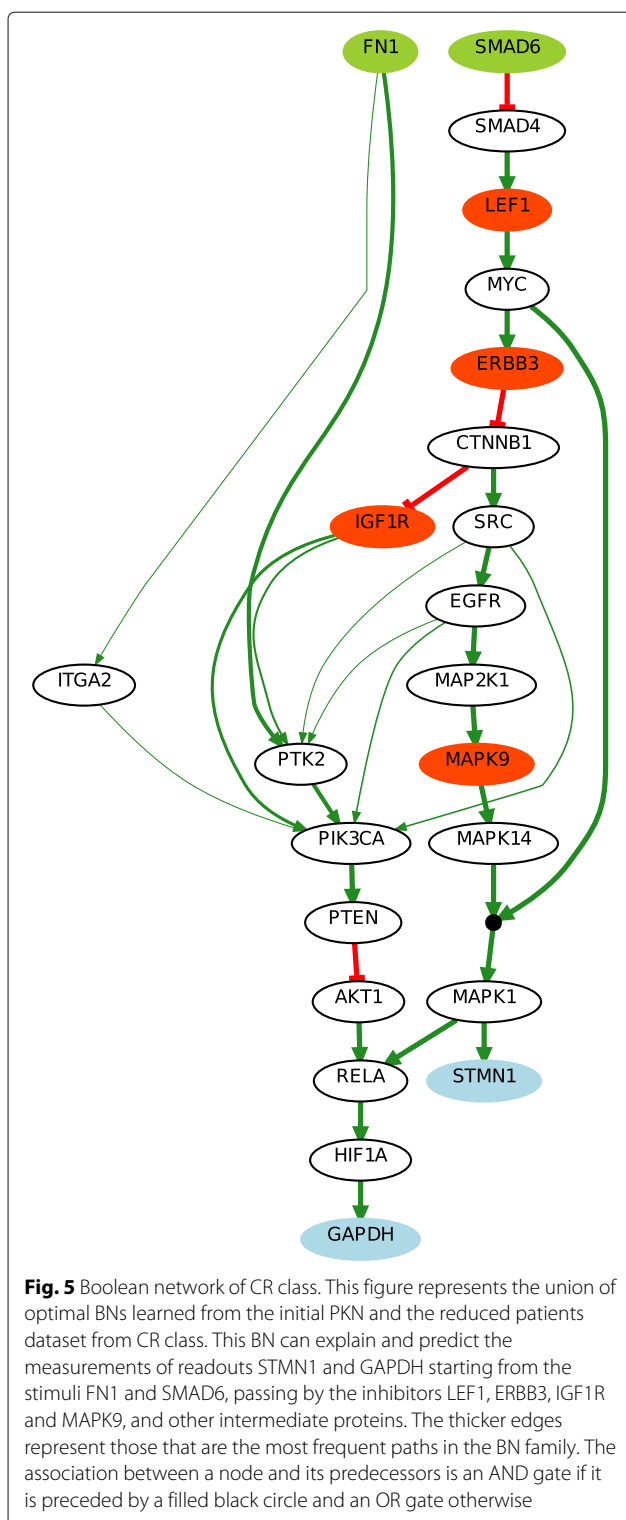 FN1
SMAD6
SMAD4
LEF1
MYC
ERBB3
CTNNB1
IGF1R
SRC
EGFR
ITGA2
MAP2K1
PTK2
MAPK9
PIK3CA
MAPK14
PTEN
AKT1
MAPK1
RELA
STMN1
HIF1A
GAPDH
Fig. 5 Boolean network of CR class. This figure represents the union of
optimal BNs learned from the initial PKN and the reduced patients
dataset from CR class. This BN can explain and predict the
measurements of readouts STMN1 and GAPDH starting from the
stimuli FN1 and SMAD6, passing by the inhibitors LEF1, ERBB3, IGF1R
and MAPK9, and other intermediate proteins. The thicker edges
represent those that are the most frequent paths in the BN family. The
association between a node and its predecessors is an AND gate if it
is preceded by a filled black circle and an OR gate otherwise